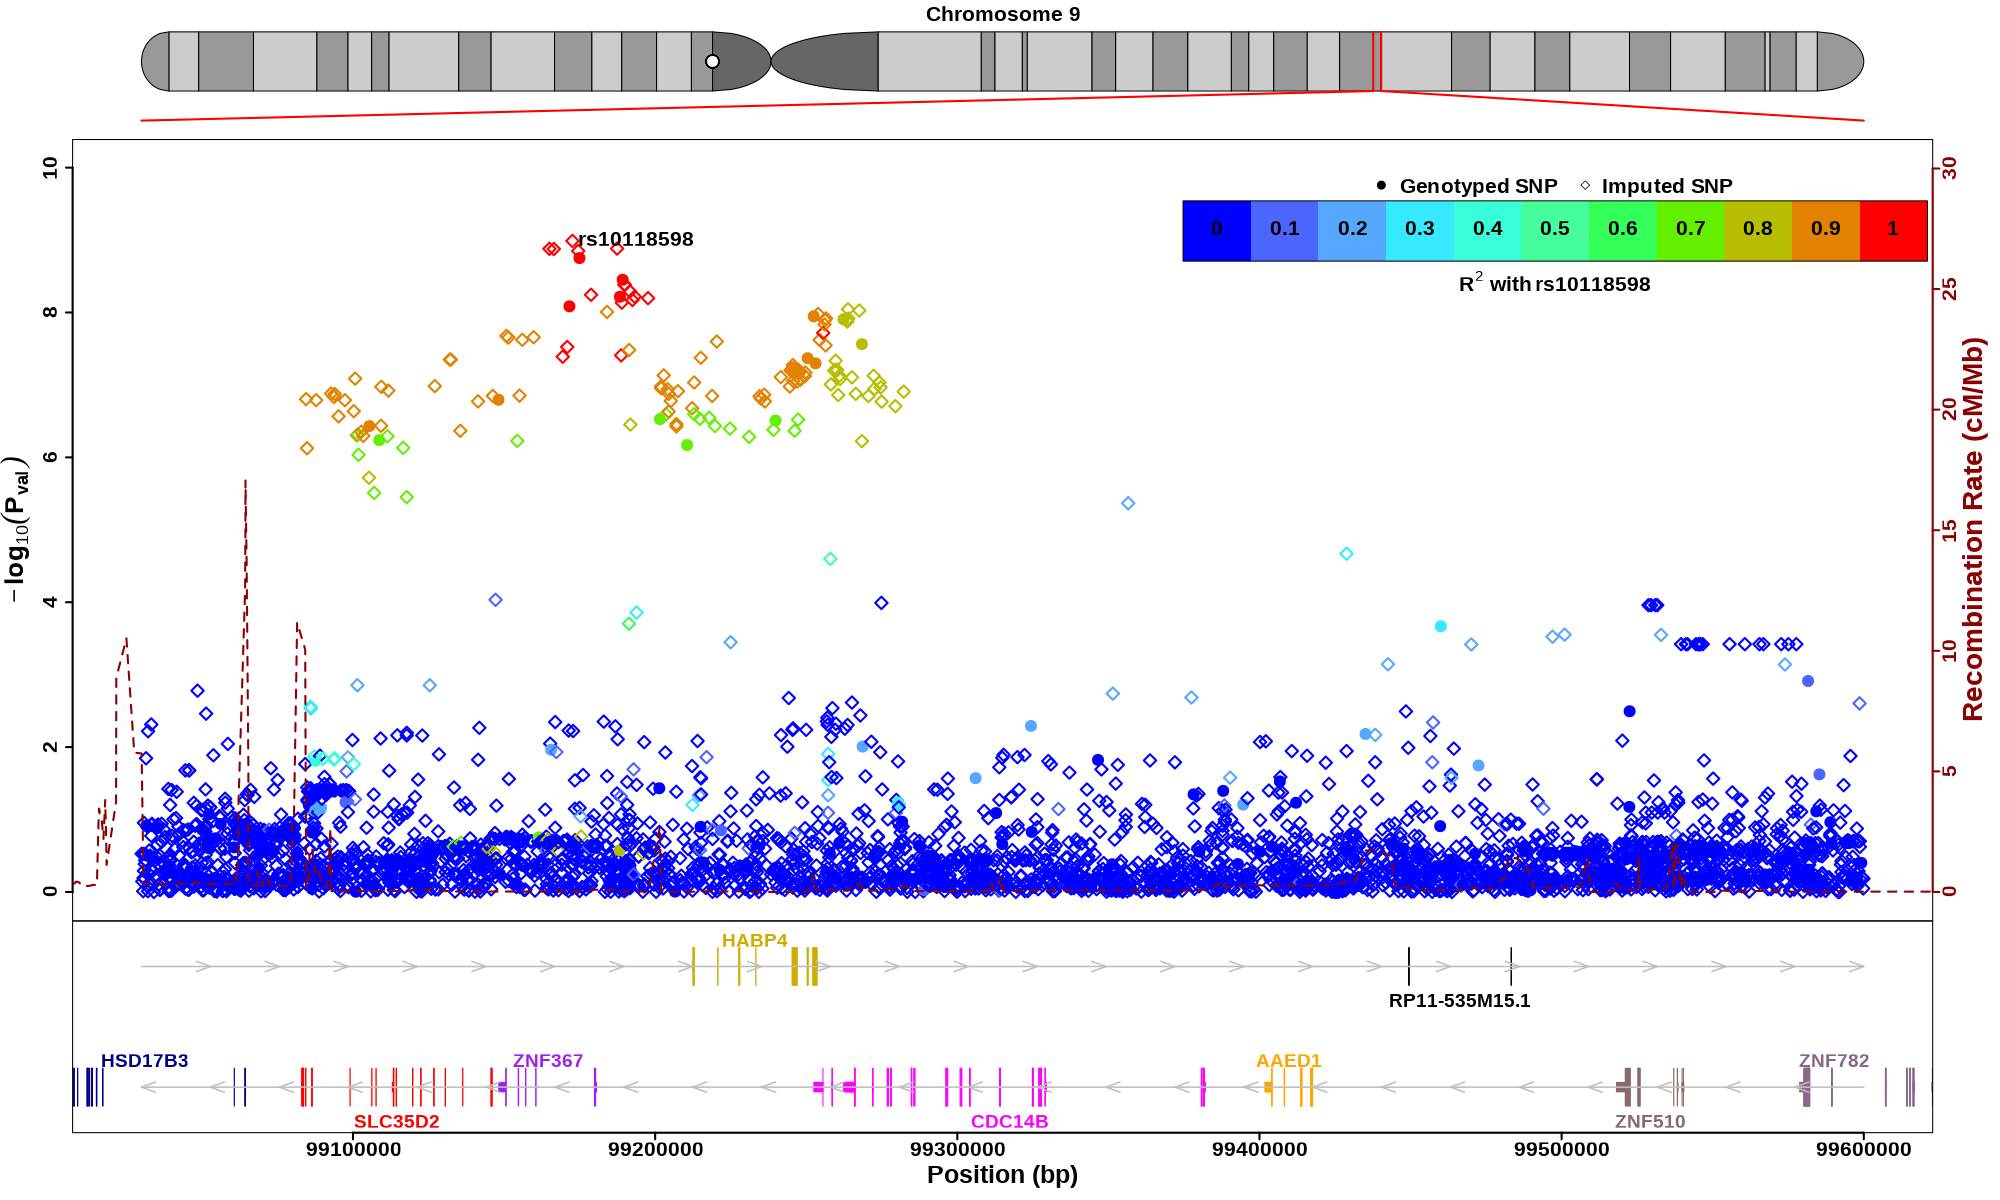 Chromosome 9
10
8
6
4
2
0
− log10(Pval)
30
25
20
15
10
5
0
Recombination Rate (cM/Mb)
Genotyped SNP Imputed SNP
0 0.1 0.2 0.3 0.4 0.5 0.6 0.7 0.8 0.9 1
R2 with rs10118598
rs10118598
HABP4
RP11-535M15.1
HSD17B3 ZNF367 AAED1 ZNF782
SLC35D2 CDC14B ZNF510
99100000 99200000 99300000 99400000 99500000 99600000
Position (bp)